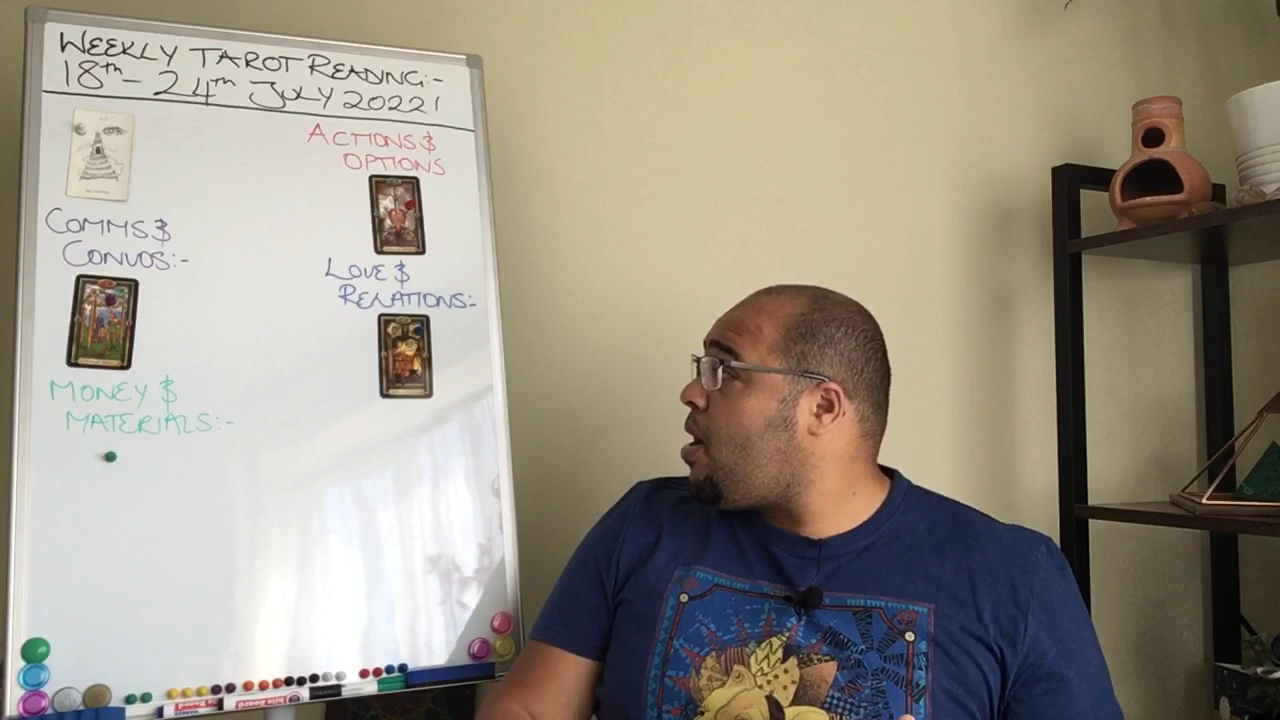 WEEKLY TAROT READING:-
18th - 24th JULY 2022!
ACTIONS &
OPTIONS
COMMS &
CONVOS:-
LOVE &
RELATIONS:-
MONEY &
MATERIALS:-